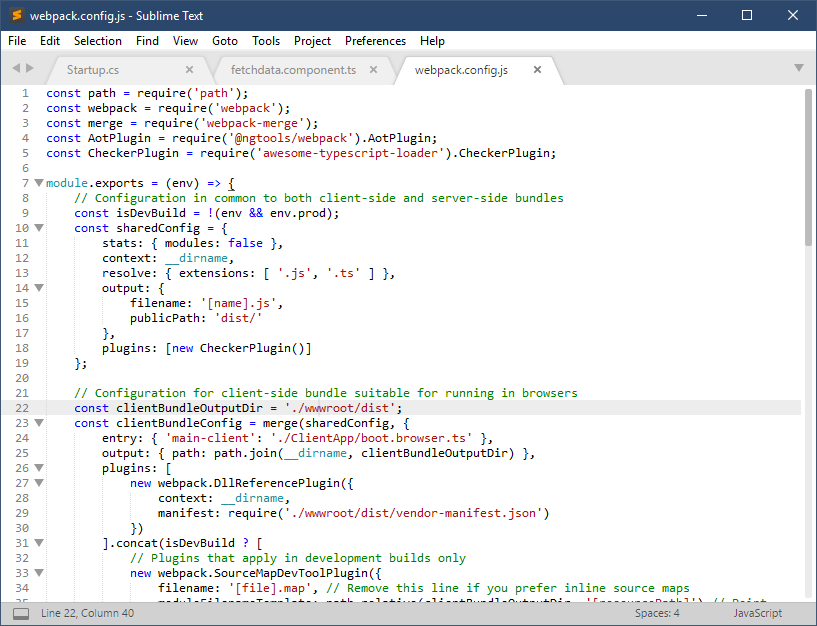 webpack.config.js - Sublime Text
File Edit Selection Find View Goto Tools Project Preferences Help
Startup.cs fetchdata.component.ts webpack.config.js
1 const path = require('path');
2 const webpack = require('webpack');
3 const merge = require('webpack-merge');
4 const AotPlugin = require('@ngtools/webpack').AotPlugin;
5 const CheckerPlugin = require('awesome-typescript-loader').CheckerPlugin;
6
7 module.exports = (env) => {
8 // Configuration in common to both client-side and server-side bundles
9 const isDevBuild = !(env && env.prod);
10 const sharedConfig = {
11 stats: { modules: false },
12 context: __dirname,
13 resolve: { extensions: [ '.js', '.ts' ] },
14 output: {
15 filename: '[name].js',
16 publicPath: 'dist/'
17 },
18 plugins: [new CheckerPlugin()]
19 };
20
21 // Configuration for client-side bundle suitable for running in browsers
22 const clientBundleOutputDir = './wwwroot/dist';
23 const clientBundleConfig = merge(sharedConfig, {
24 entry: { 'main-client': './ClientApp/boot.browser.ts' },
25 output: { path: path.join(__dirname, clientBundleOutputDir) },
26 plugins: [
27 new webpack.DllReferencePlugin({
28 context: __dirname,
29 manifest: require('./wwwroot/dist/vendor-manifest.json')
30 })
31 ].concat(isDevBuild ? [
32 // Plugins that apply in development builds only
33 new webpack.SourceMapDevToolPlugin({
34 filename: '[file].map', // Remove this line if you prefer inline source maps
35 moduleFilenameTemplate: path.relative(clientBundleOutputDir, '[resourcePath]') // Point
Line 22, Column 40 Spaces: 4 JavaScript